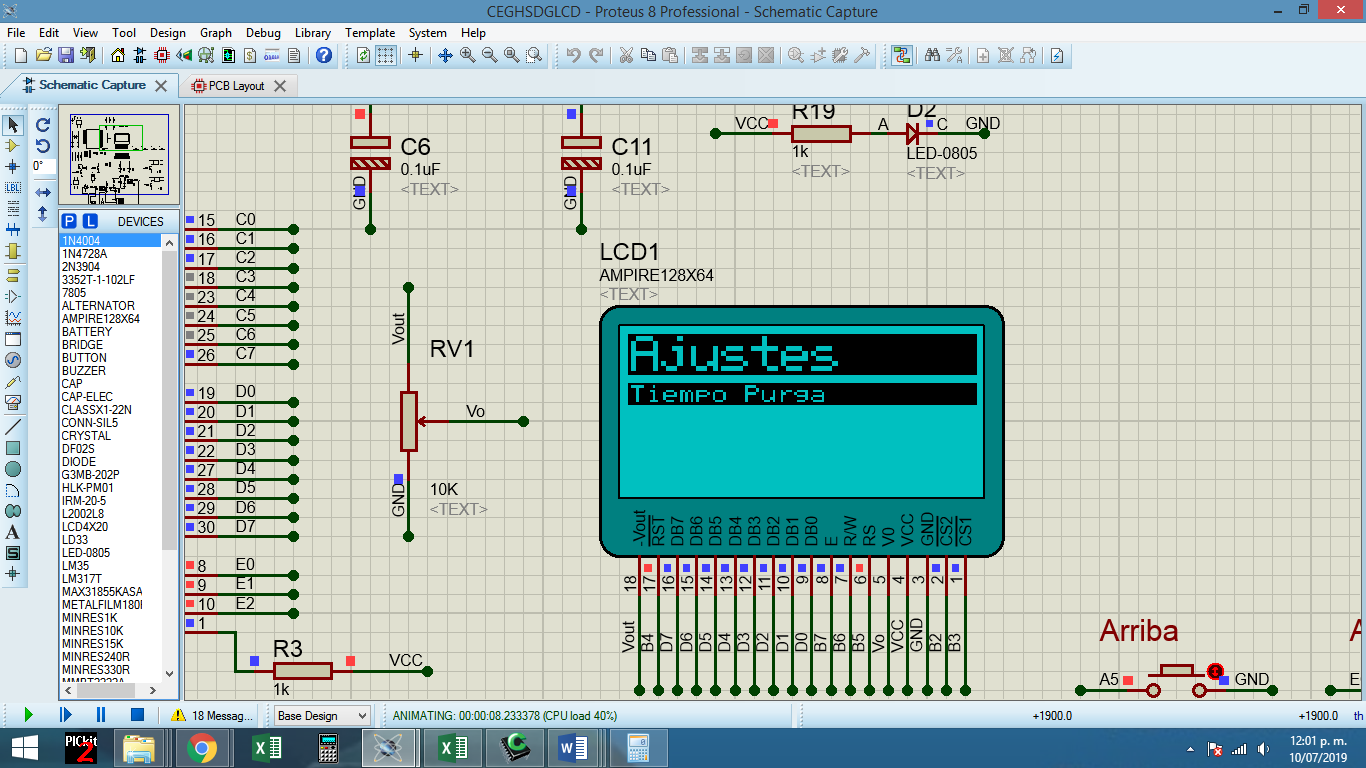 CEGHSDGLCD - Proteus 8 Professional - Schematic Capture
File Edit View Tool Design Graph Debug Library Template System Help
Schematic Capture
PCB Layout
0°
P L DEVICES
1N4004
1N4728A
2N3904
3352T-1-102LF
7805
ALTERNATOR
AMPIRE128X64
BATTERY
BRIDGE
BUTTON
BUZZER
CAP
CAP-ELEC
CLASSX1-22N
CONN-SIL5
CRYSTAL
DF02S
DIODE
G3MB-202P
HLK-PM01
IRM-20-5
L2002L8
LCD4X20
LD33
LED-0805
LM35
LM317T
MAX31855KASA
METALFILM180
MINRES1K
MINRES10K
MINRES15K
MINRES240R
MINRES330R
C6
0.1uF
<TEXT>
GND
C11
0.1uF
<TEXT>
GND
VCC
R19
1k
<TEXT>
A
D2
C
GND
LED-0805
<TEXT>
15 C0
16 C1
17 C2
18 C3
23 C4
24 C5
25 C6
26 C7
19 D0
20 D1
21 D2
22 D3
27 D4
28 D5
29 D6
30 D7
8 E0
9 E1
10 E2
1
Vout
RV1
Vo
10K
<TEXT>
GND
R3
1k
VCC
LCD1
AMPIRE128X64
<TEXT>
Ajustes
Tiempo Purga
-Vout RST DB7 DB6 DB5 DB4 DB3 DB2 DB1 DB0 E R/W RS V0 VCC GND CS2 CS1
18 17 16 15 14 13 12 11 10 9 8 7 6 5 4 3 2 1
Vout B4 D7 D6 D5 D4 D3 D2 D1 D0 B7 B6 B5 Vo VCC GND B2 B3
Arriba
A5
GND
18 Messag...
Base Design
ANIMATING: 00:00:08.233378 (CPU load 40%)
+1900.0
+1900.0
th
PICkit
2
12:01 p. m.
10/07/2019